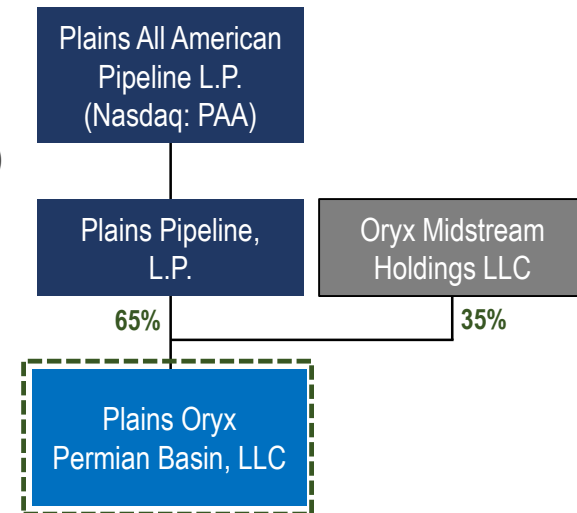 Plains All American
Pipeline L.P.
(Nasdaq: PAA)
)
Plains Pipeline,
L.P.
Oryx Midstream
Holdings LLC
65%
35%
Plains Oryx
Permian Basin, LLC